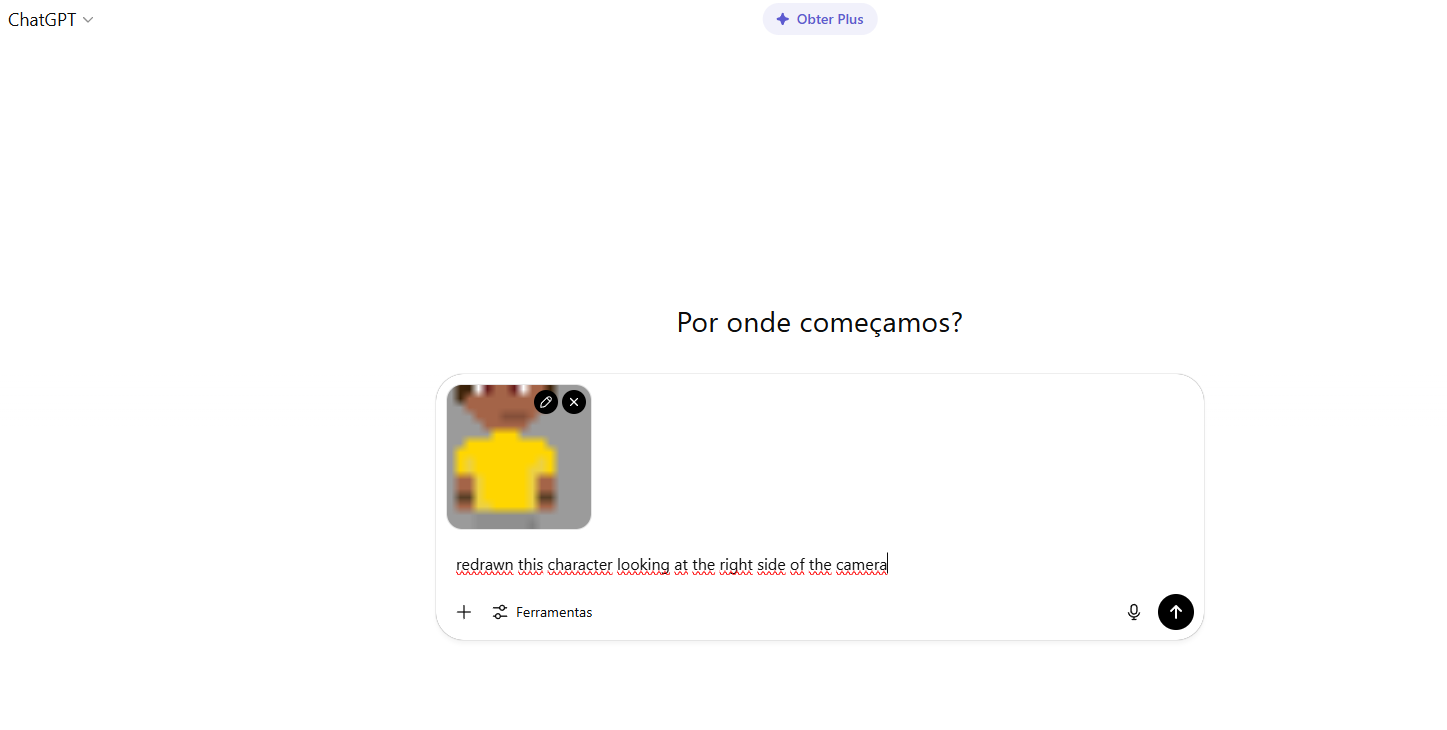 ChatGPT
Obter Plus
Por onde começamos?
redrawn this character looking at the right side of the camera
Ferramentas